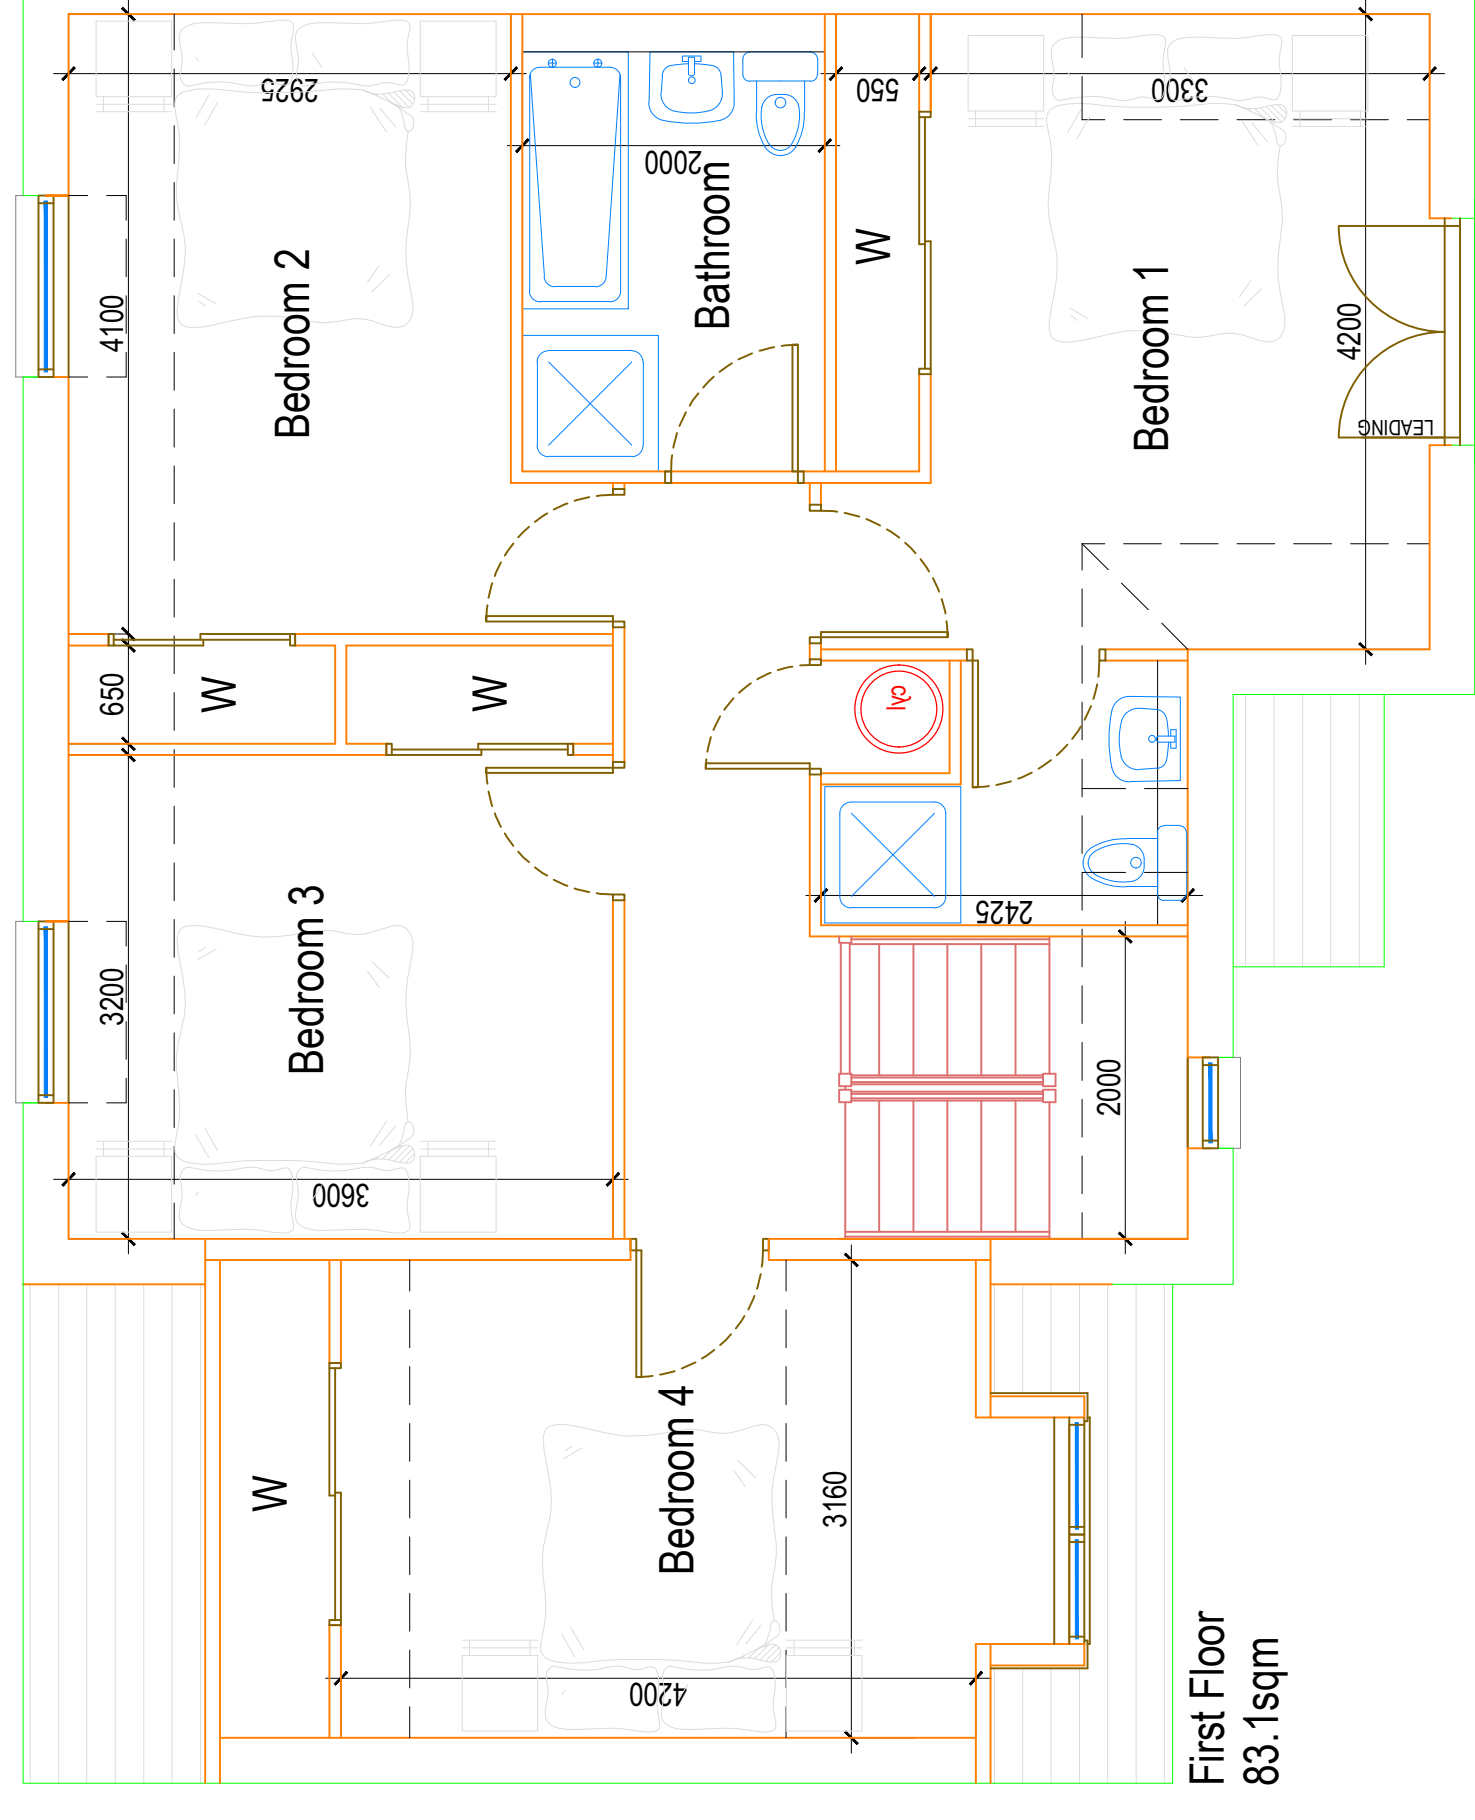 2925
4100
Bedroom 2
2000
Bathroom
550
W
3300
Bedroom 1
4200
LEADING
650
W
W
cyl
3200
Bedroom 3
3600
2425
2000
W
Bedroom 4
3160
4200
First Floor
83.1sqm